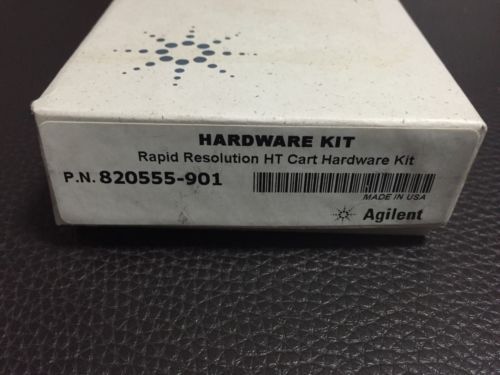 HARDWARE KIT
Rapid Resolution HT Cart Hardware Kit
P.N. 820555-901
MADE IN USA
Agilent